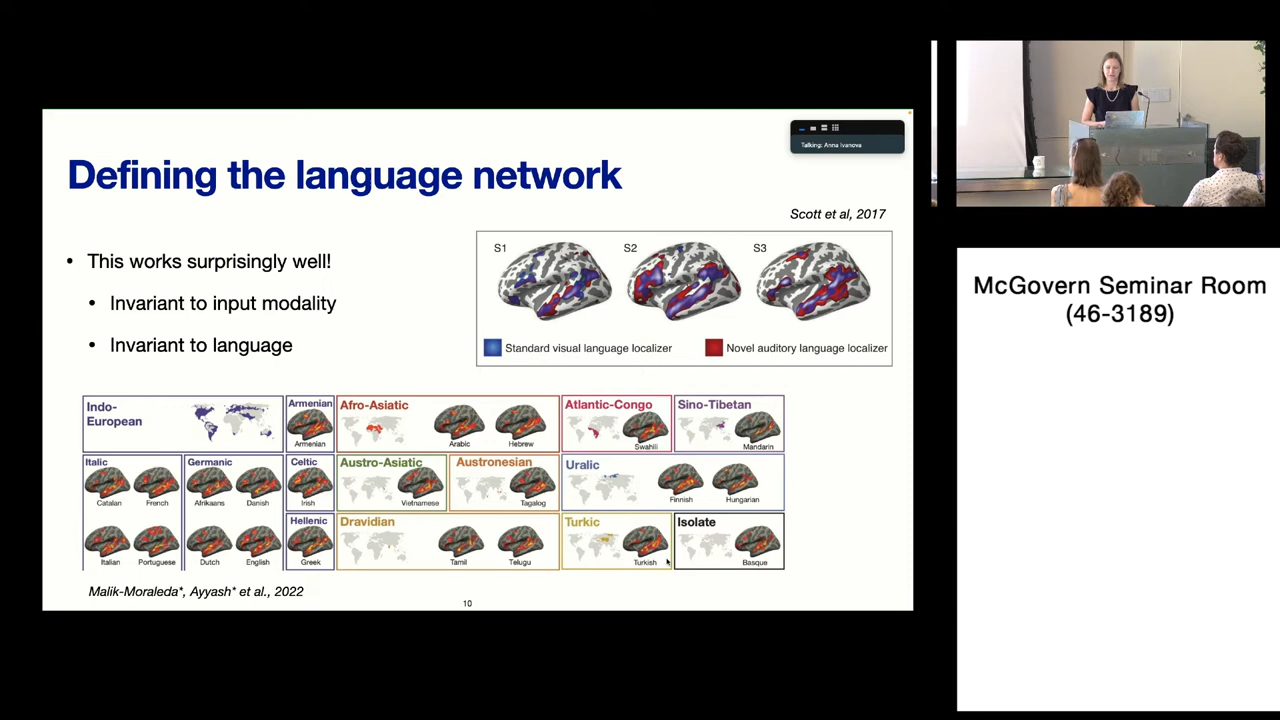 Talking: Anna Ivanova
Defining the language network
Scott et al, 2017
• This works surprisingly well!
• Invariant to input modality
• Invariant to language
S1 S2 S3
Standard visual language localizer
Novel auditory language localizer
Indo-
European
Armenian
Armenian
Afro-Asiatic
Arabic
Hebrew
Atlantic-Congo
Swahili
Sino-Tibetan
Mandarin
Italic
Catalan
French
Italian
Portuguese
Germanic
Afrikaans
Danish
Dutch
English
Celtic
Irish
Hellenic
Greek
Austro-Asiatic
Vietnamese
Austronesian
Tagalog
Uralic
Finnish
Hungarian
Dravidian
Tamil
Telugu
Turkic
Turkish
Isolate
Basque
Malik-Moraleda*, Ayyash* et al., 2022
10
McGovern Seminar Room
(46-3189)